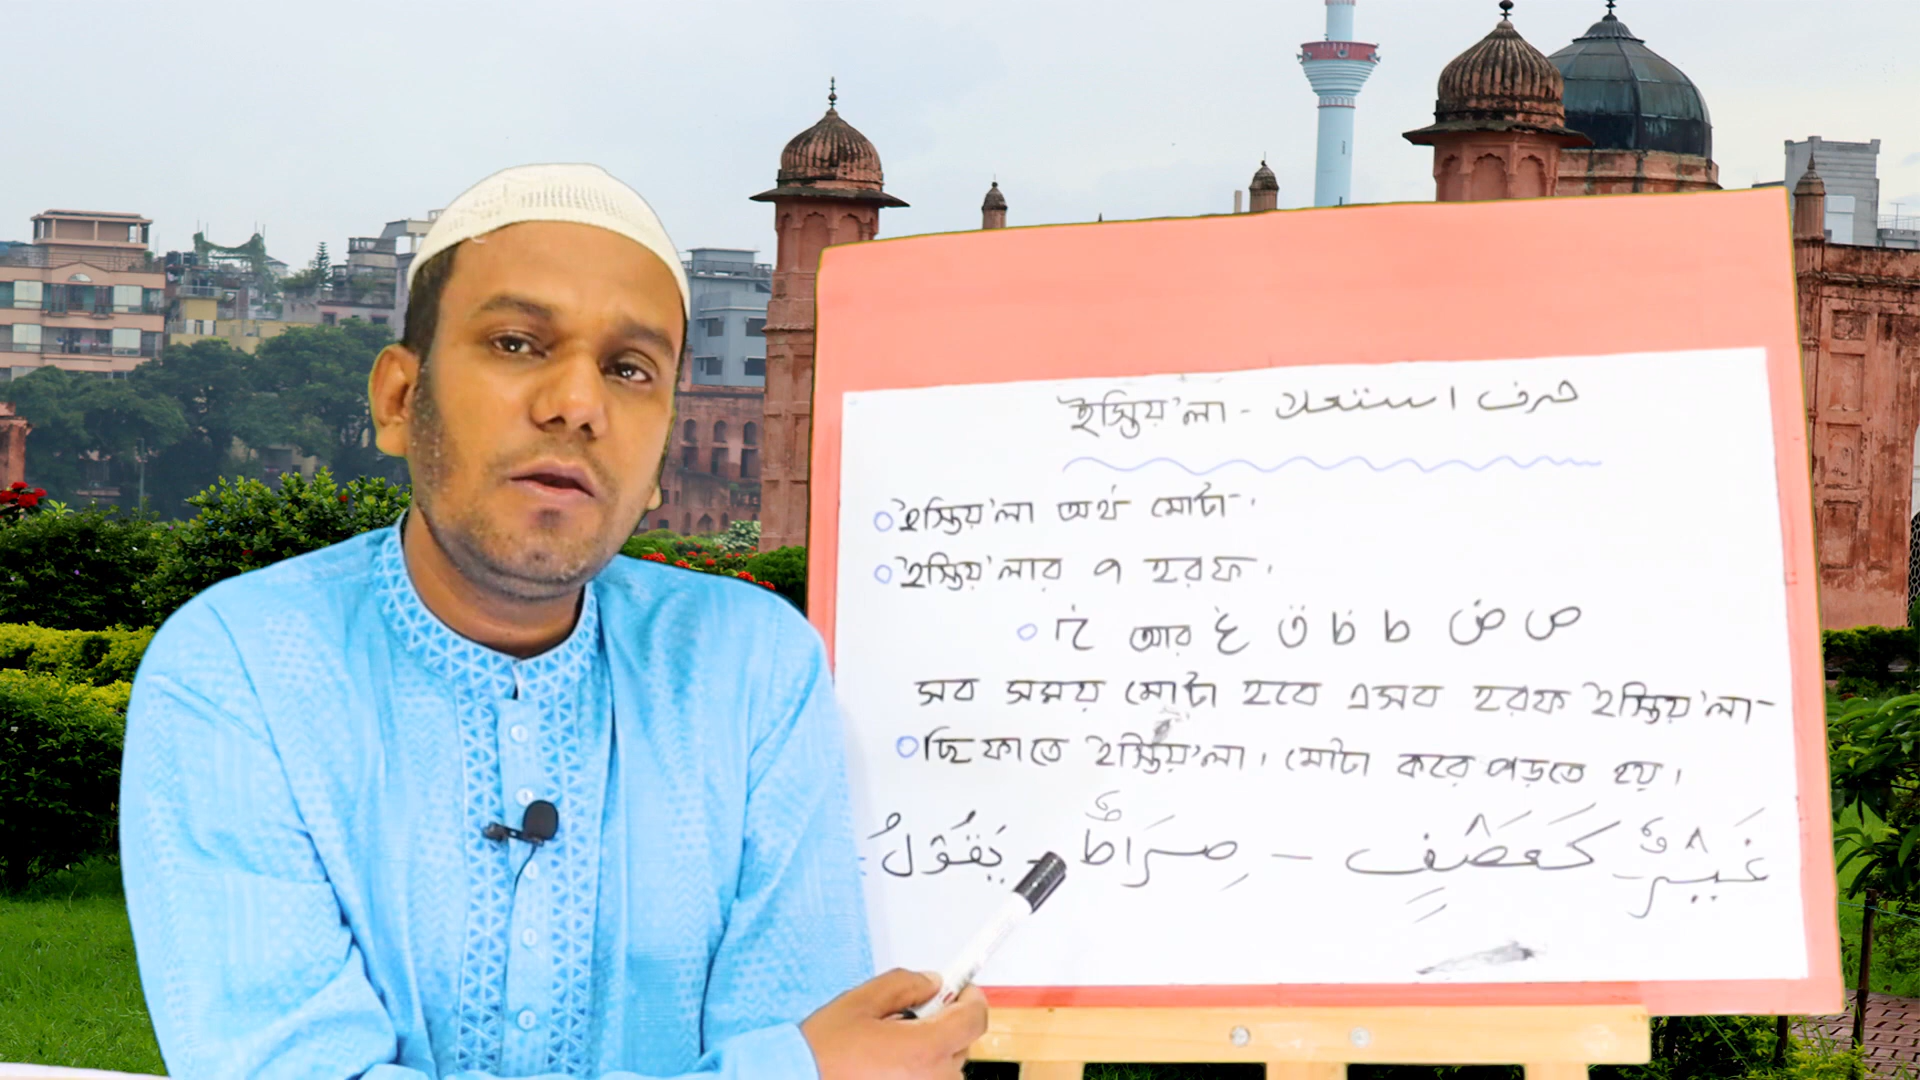 ইস্তিয়'লা - حرف استعلاء
ইস্তিয়'লা অর্থ মোটা।
ইস্তিয়'লার ৭ হরফ।
خ আর غ ق ظ ط ض ص
সব সময় মোটা হবে এসব হরফ ইস্তিয়'লা-
ছিফাতে ইস্তিয়'লা। মোটা করে পড়তে হয়।
غَيْرِ - كَعَصْفٍ - صِرَاطٌ - يَقُوْلُ